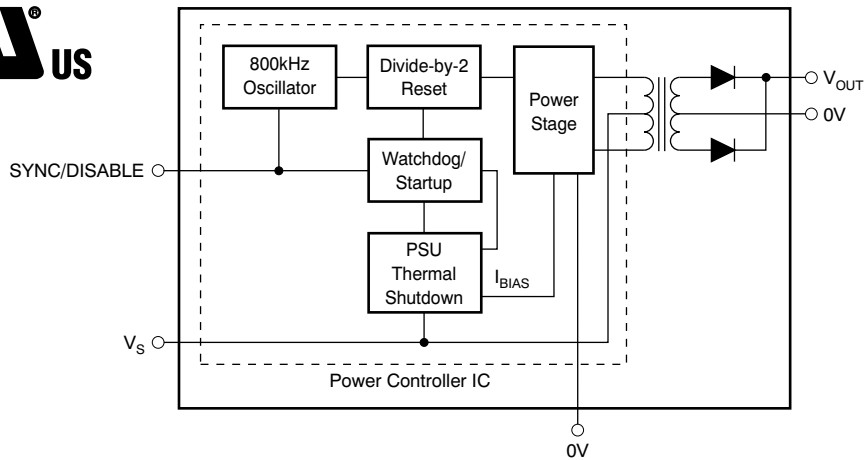 ®
US
800kHz
Oscillator
Divide-by-2
Reset
Power
Stage
V_OUT
0V
SYNC/DISABLE
Watchdog/
Startup
PSU
Thermal
Shutdown
I_BIAS
V_S
Power Controller IC
0V